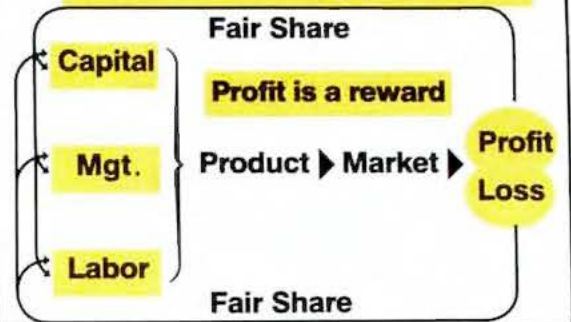 Fair Share
Capital
Profit is a reward
Mgt.
Product ▶ Market ▶
Profit
Loss
Labor
Fair Share